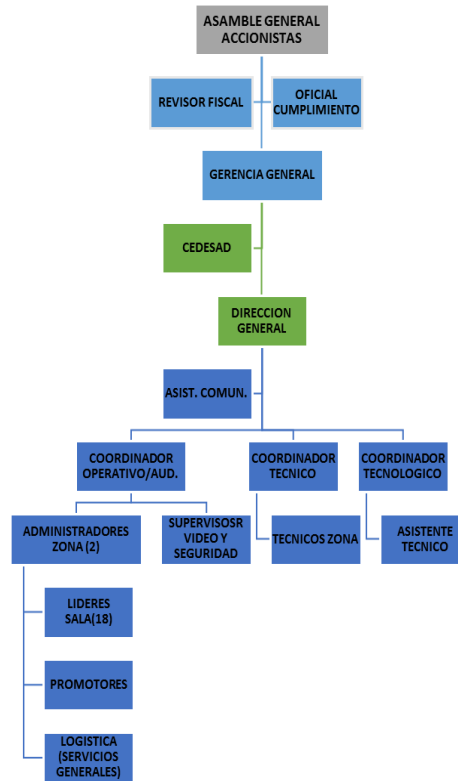 ASAMBLE GENERAL
ACCIONISTAS
REVISOR FISCAL
OFICIAL
CUMPLIMIENTO
GERENCIA GENERAL
CEDESAD
DIRECCION
GENERAL
ASIST. COMUN.
COORDINADOR
OPERATIVO/AUD.
COORDINADOR
TECNICO
COORDINADOR
TECNOLOGICO
ADMINISTRADORES
ZONA (2)
SUPERVISOSR
VIDEO Y
SEGURIDAD
TECNICOS ZONA
ASISTENTE
TECNICO
LIDERES
SALA(18)
PROMOTORES
LOGISTICA
(SERVICIOS
GENERALES)